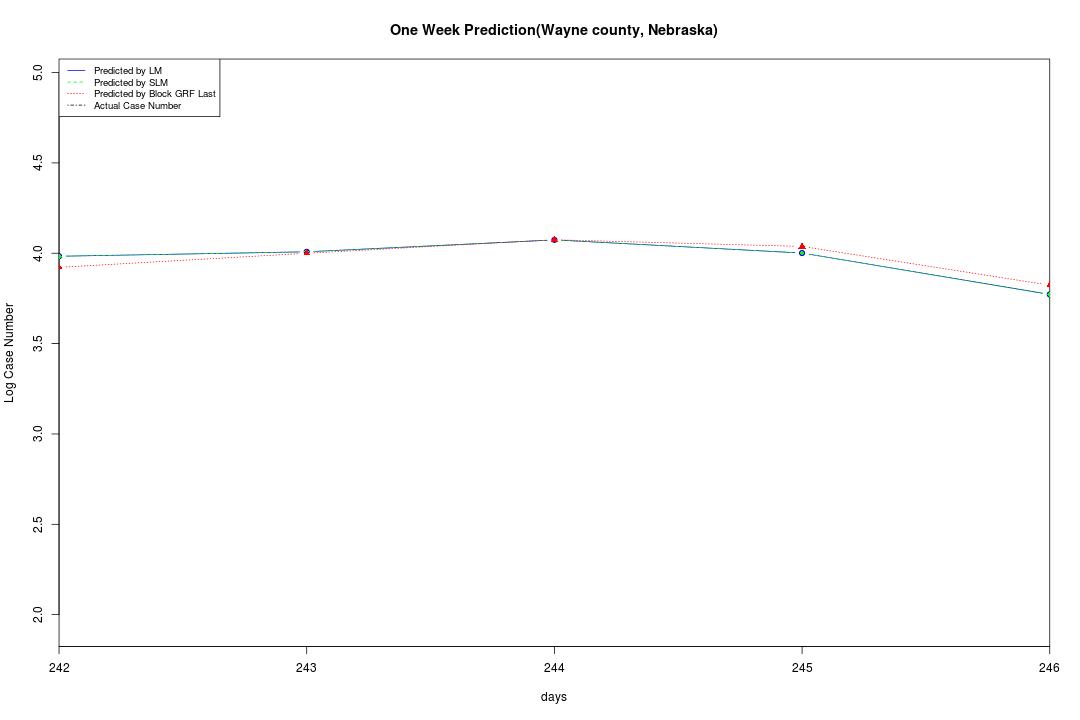 One Week Prediction(Wayne county, Nebraska)
Predicted by LM
Predicted by SLM
Predicted by Block GRF Last
Actual Case Number
5.0
4.5
4.0
3.5
3.0
2.5
2.0
Log Case Number
242 243 244 245 246
days